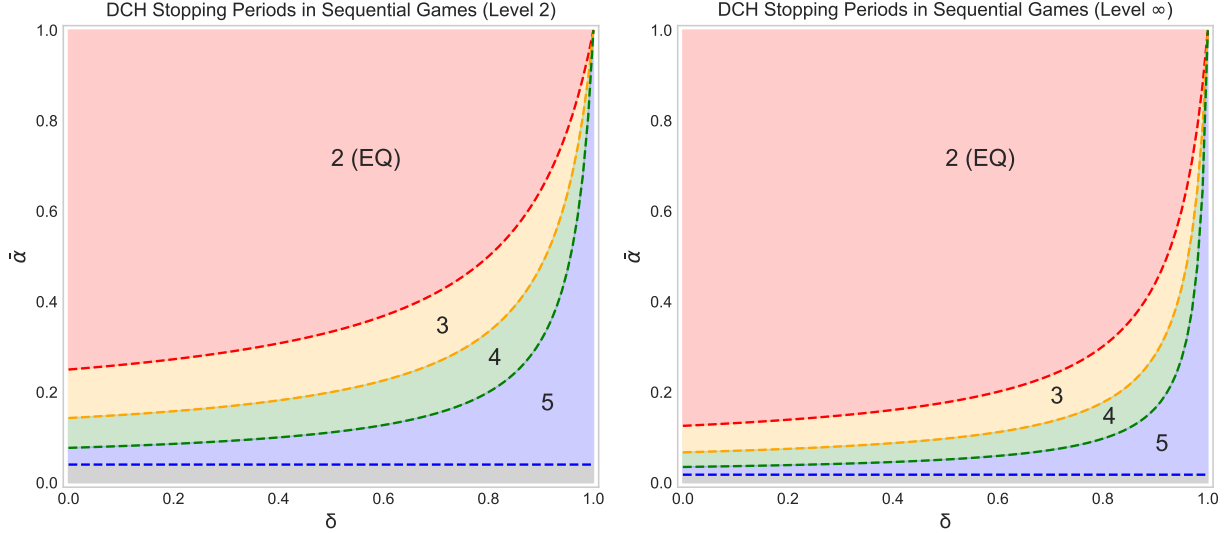 DCH Stopping Periods in Sequential Games (Level 2)
1.0
0.8
0.6
0.4
0.2
0.0
ᾱ
2 (EQ)
3
4
5
0.0 0.2 0.4 0.6 0.8 1.0
δ
DCH Stopping Periods in Sequential Games (Level ∞)
1.0
0.8
0.6
0.4
0.2
0.0
ᾱ
2 (EQ)
3
4
5
0.0 0.2 0.4 0.6 0.8 1.0
δ